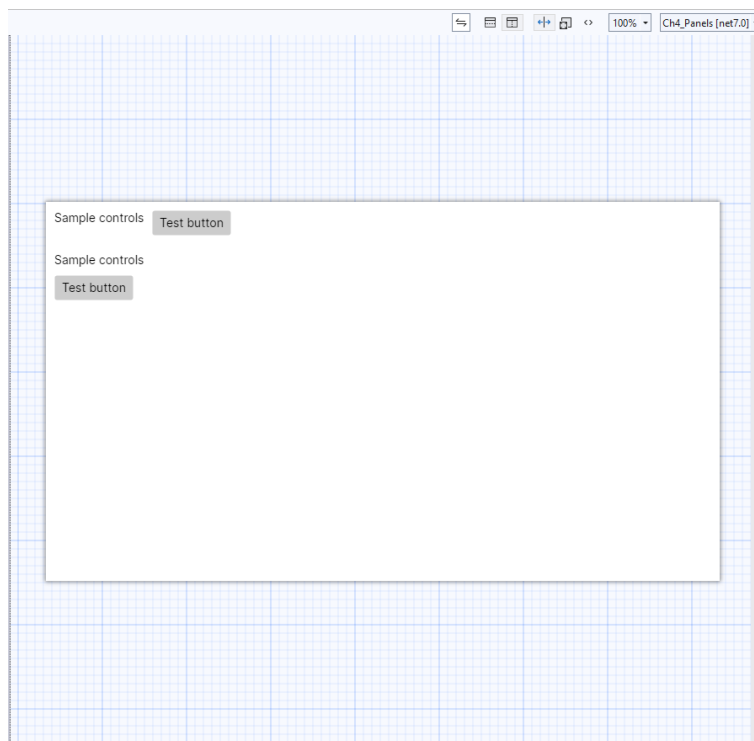 100% Ch4_Panels [net7.0]
Sample controls Test button
Sample controls
Test button